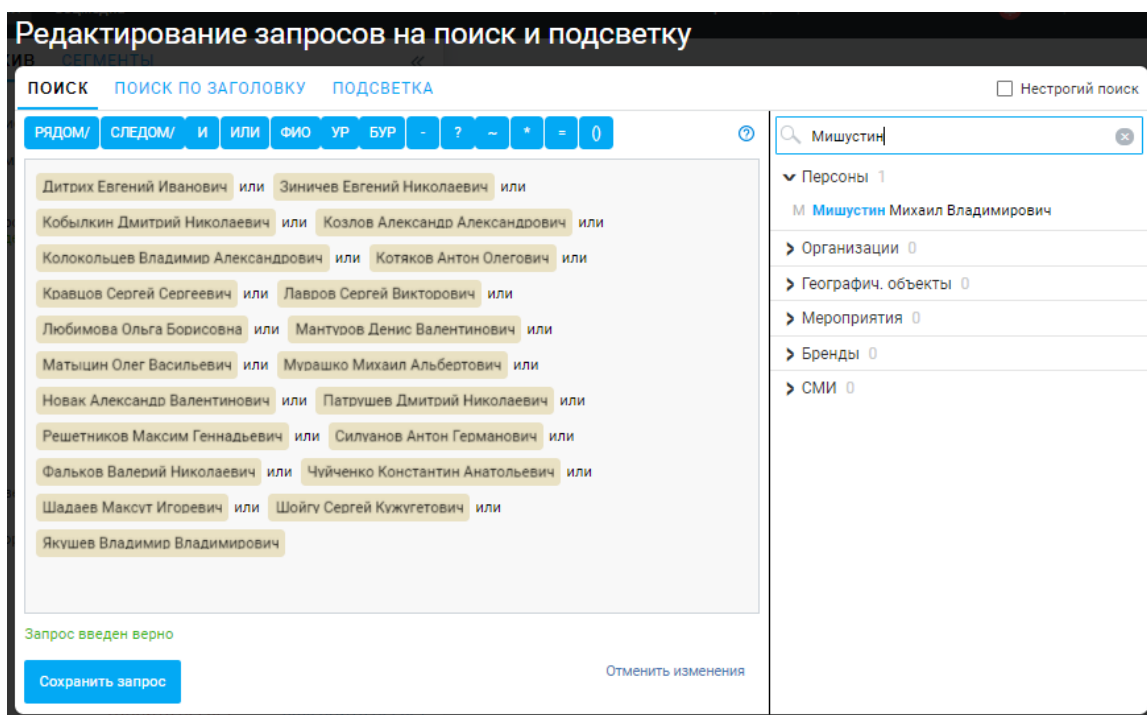 Редактирование запросов на поиск и подсветку
СЕГМЕНТЫ
ПОИСК ПОИСК ПО ЗАГОЛОВКУ ПОДСВЕТКА Нестрогий поиск
РЯДОМ/ СЛЕДОМ/ И ИЛИ ФИО УР БУР - ? ~ * = ()
Мишустин
Дитрих Евгений Иванович или Зиничев Евгений Николаевич или
Кобылкин Дмитрий Николаевич или Козлов Александр Александрович или
Колокольцев Владимир Александрович или Котяков Антон Олегович или
Кравцов Сергей Сергеевич или Лавров Сергей Викторович или
Любимова Ольга Борисовна или Мантуров Денис Валентинович или
Матыцин Олег Васильевич или Мурашко Михаил Альбертович или
Новак Александр Валентинович или Патрушев Дмитрий Николаевич или
Решетников Максим Геннадьевич или Силуанов Антон Германович или
Фальков Валерий Николаевич или Чуйченко Константин Анатольевич или
Шадаев Максут Игоревич или Шойгу Сергей Кужугетович или
Якушев Владимир Владимирович
Запрос введен верно
Сохранить запрос
Отменить изменения
Персоны 1
М Мишустин Михаил Владимирович
Организации 0
Географич. объекты 0
Мероприятия 0
Бренды 0
СМИ 0